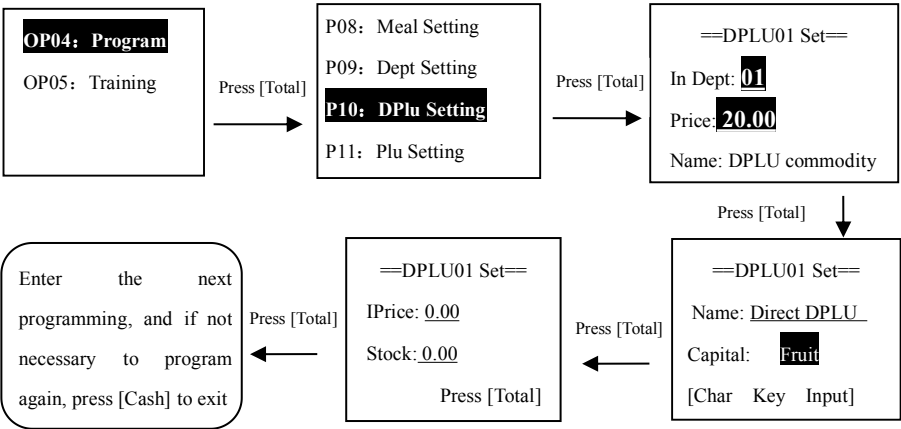 OP04：Program
OP05：Training
Press [Total]
P08：Meal Setting
P09：Dept Setting
P10：DPlu Setting
P11：Plu Setting
Press [Total]
==DPLU01 Set==
In Dept: 01
Price: 20.00
Name: DPLU commodity
Press [Total]
==DPLU01 Set==
Name: Direct DPLU
Capital: Fruit
[Char Key Input]
Press [Total]
==DPLU01 Set==
IPrice: 0.00
Stock: 0.00
Press [Total]
Press [Total]
Enter the next
programming, and if not
necessary to program
again, press [Cash] to exit